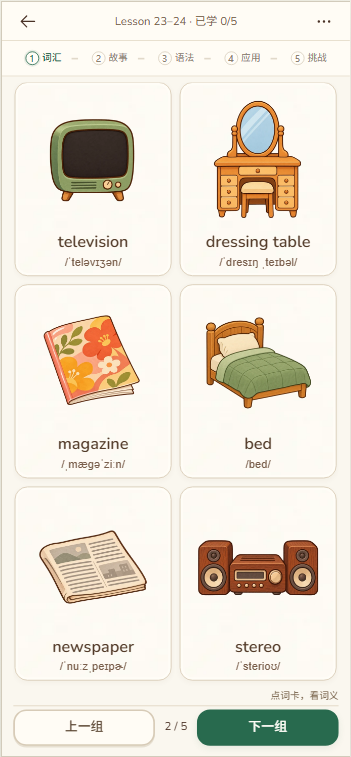 Lesson 23–24 · 已学 0/5
1 词汇 – 2 故事 – 3 语法 – 4 应用 – 5 挑战
television
dressing table
/ˈteləvɪʒən/
/ˈdresɪŋ ˌteɪbəl/
magazine
bed
/ˌmæɡəˈziːn/
/bed/
newspaper
stereo
/ˈnuːzˌpeɪpɚ/
/ˈsterioʊ/
点词卡，看词义
上一组
2 / 5
下一组